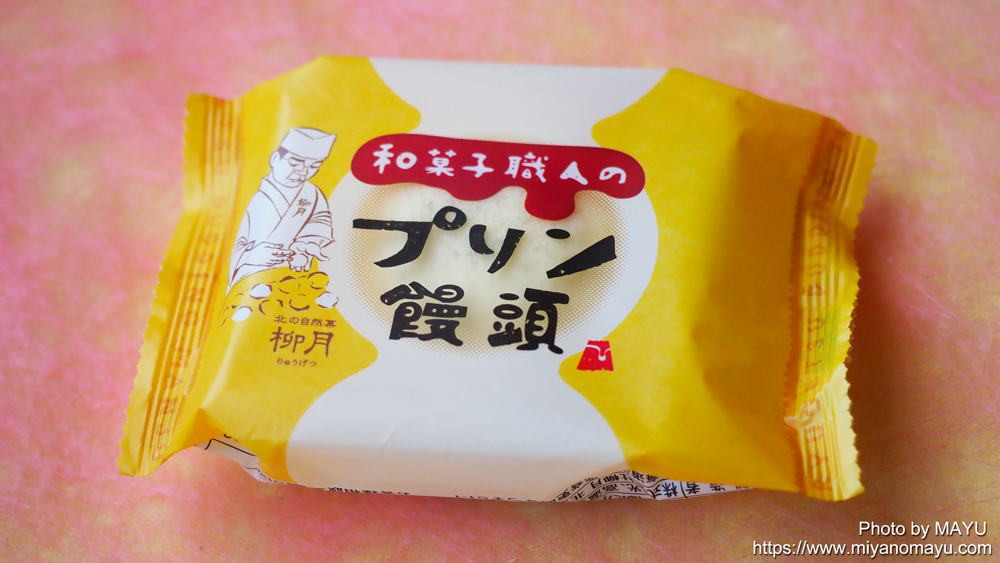 和菓子職人の
プリン
饅頭
柳月
北の自然菓
柳月
りゅうげつ
Photo by MAYU
https://www.miyanomayu.com